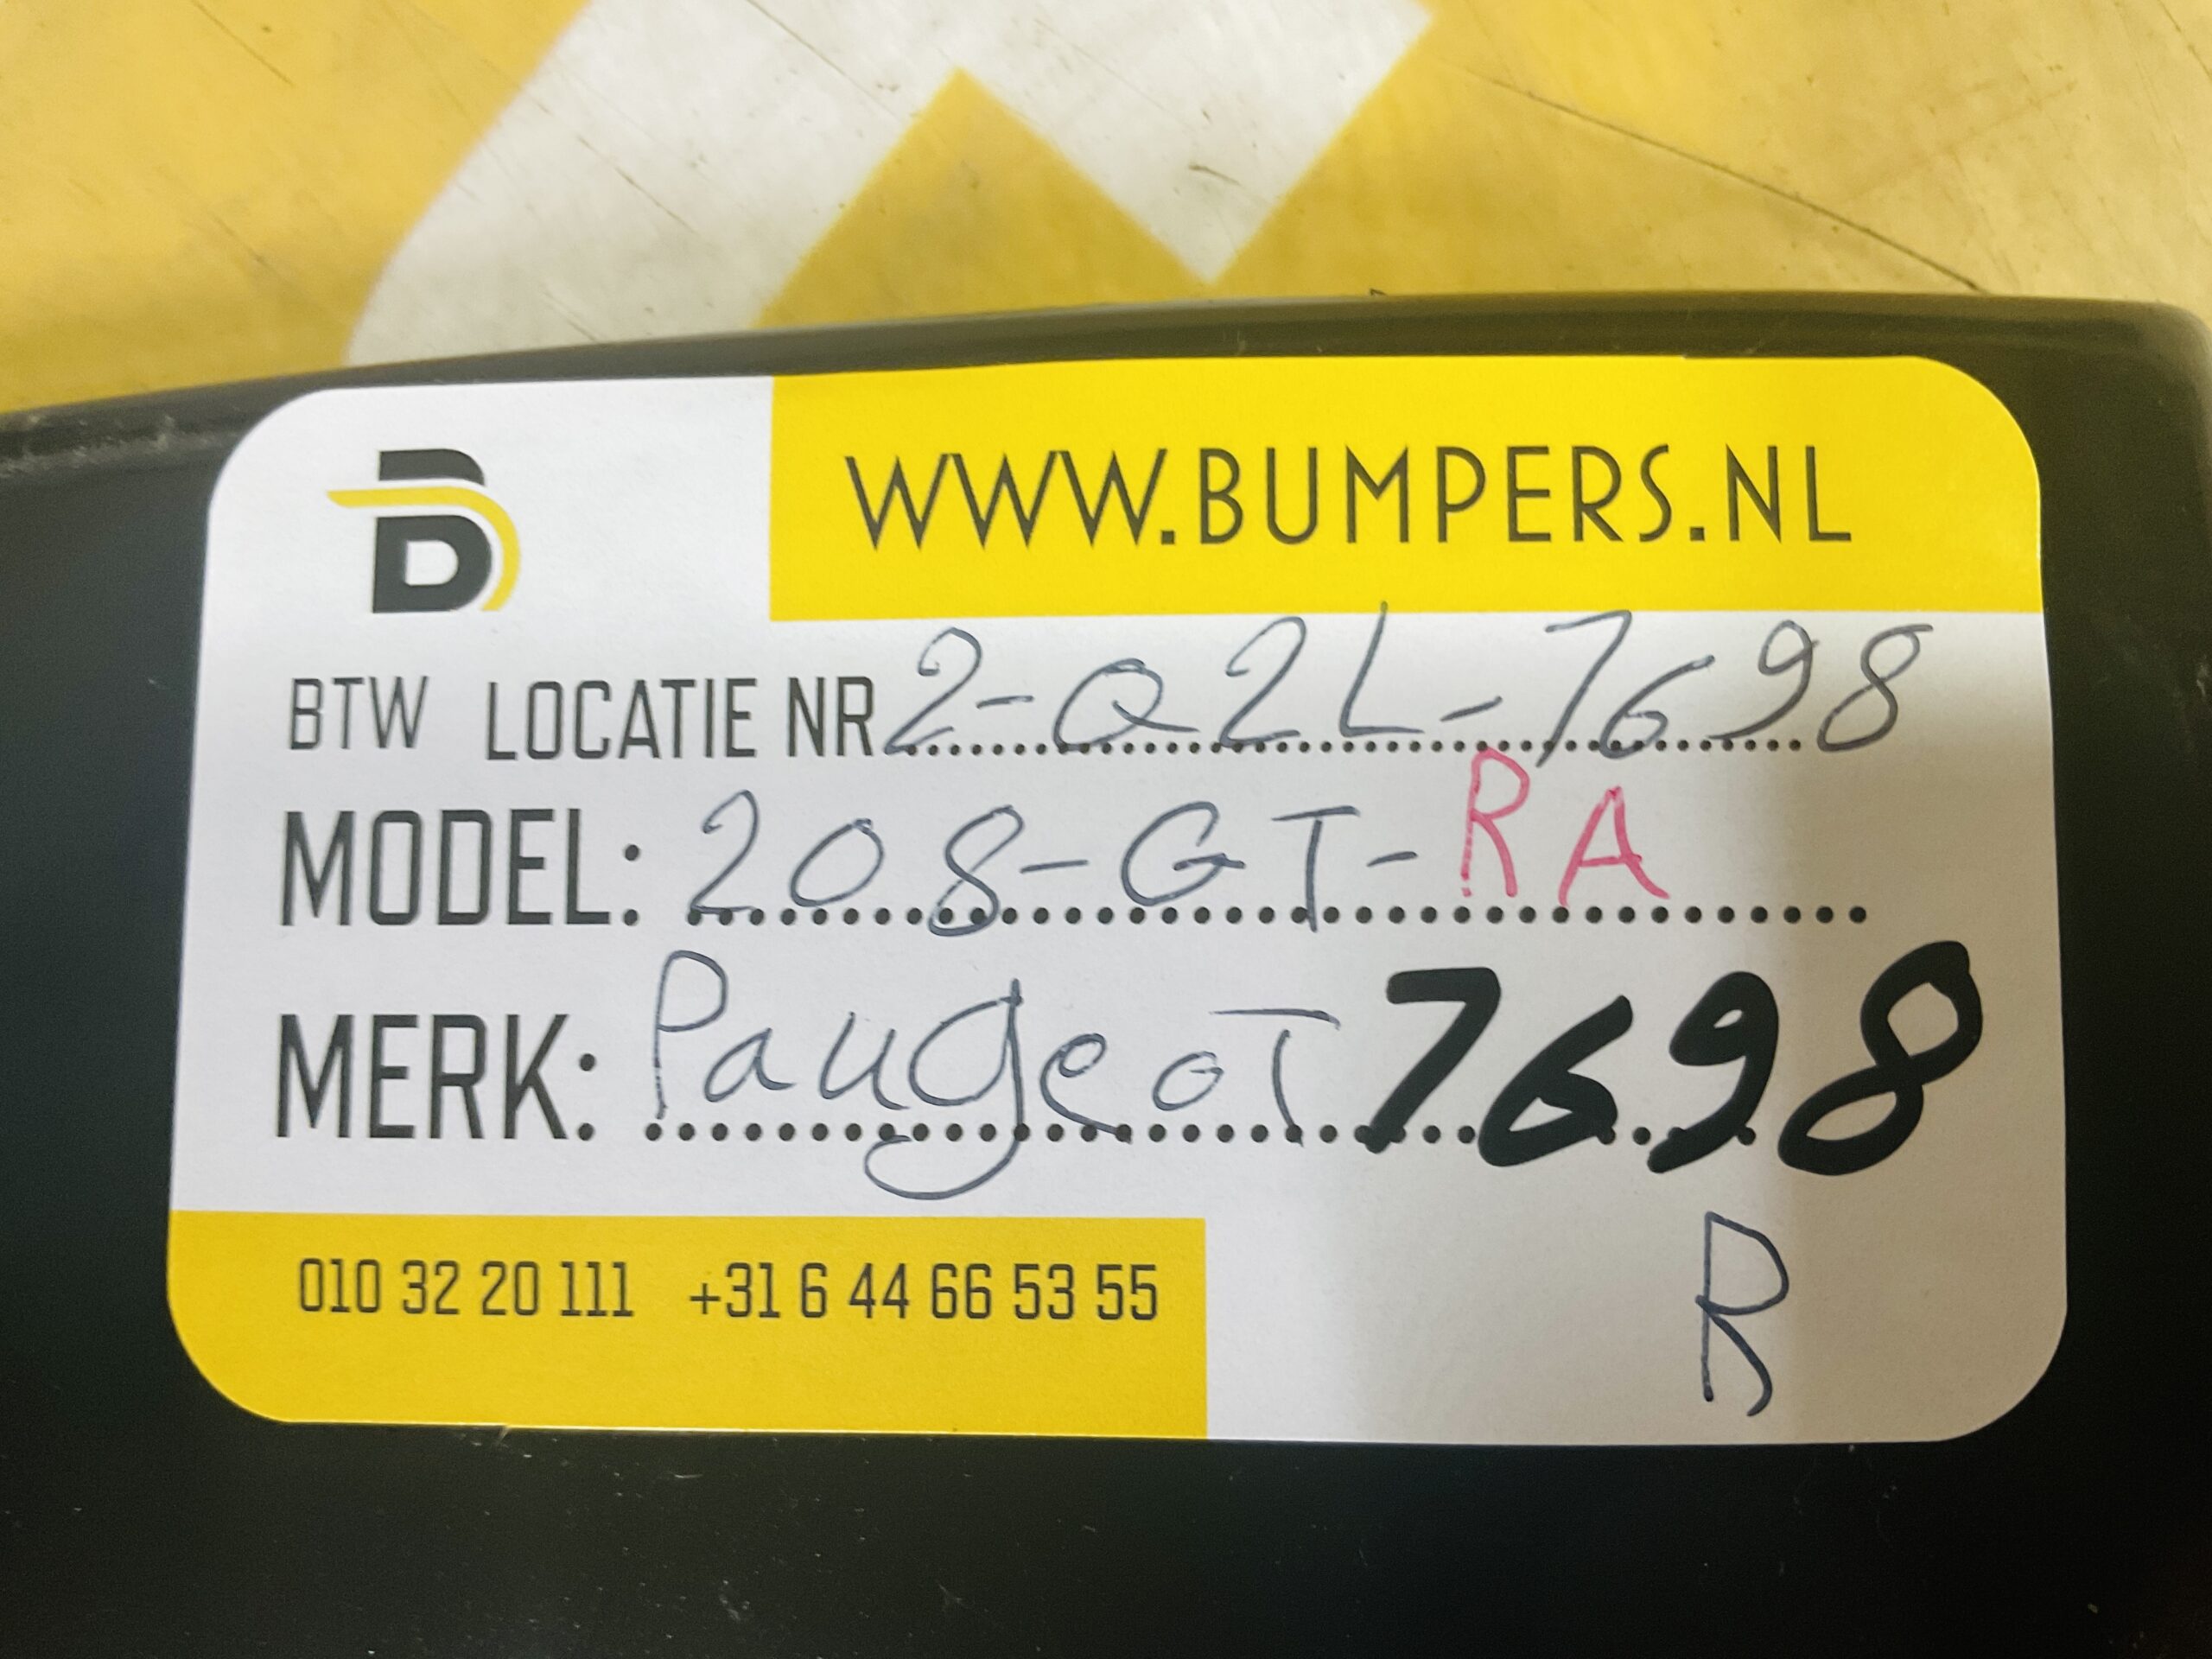 B
WWW.BUMPERS.NL
BTW LOCATIE NR 2-Q2L-7698
MODEL: 208-GT-RA
MERK: PaugeoT 7698
010 32 20 111 +31 6 44 66 53 55
R